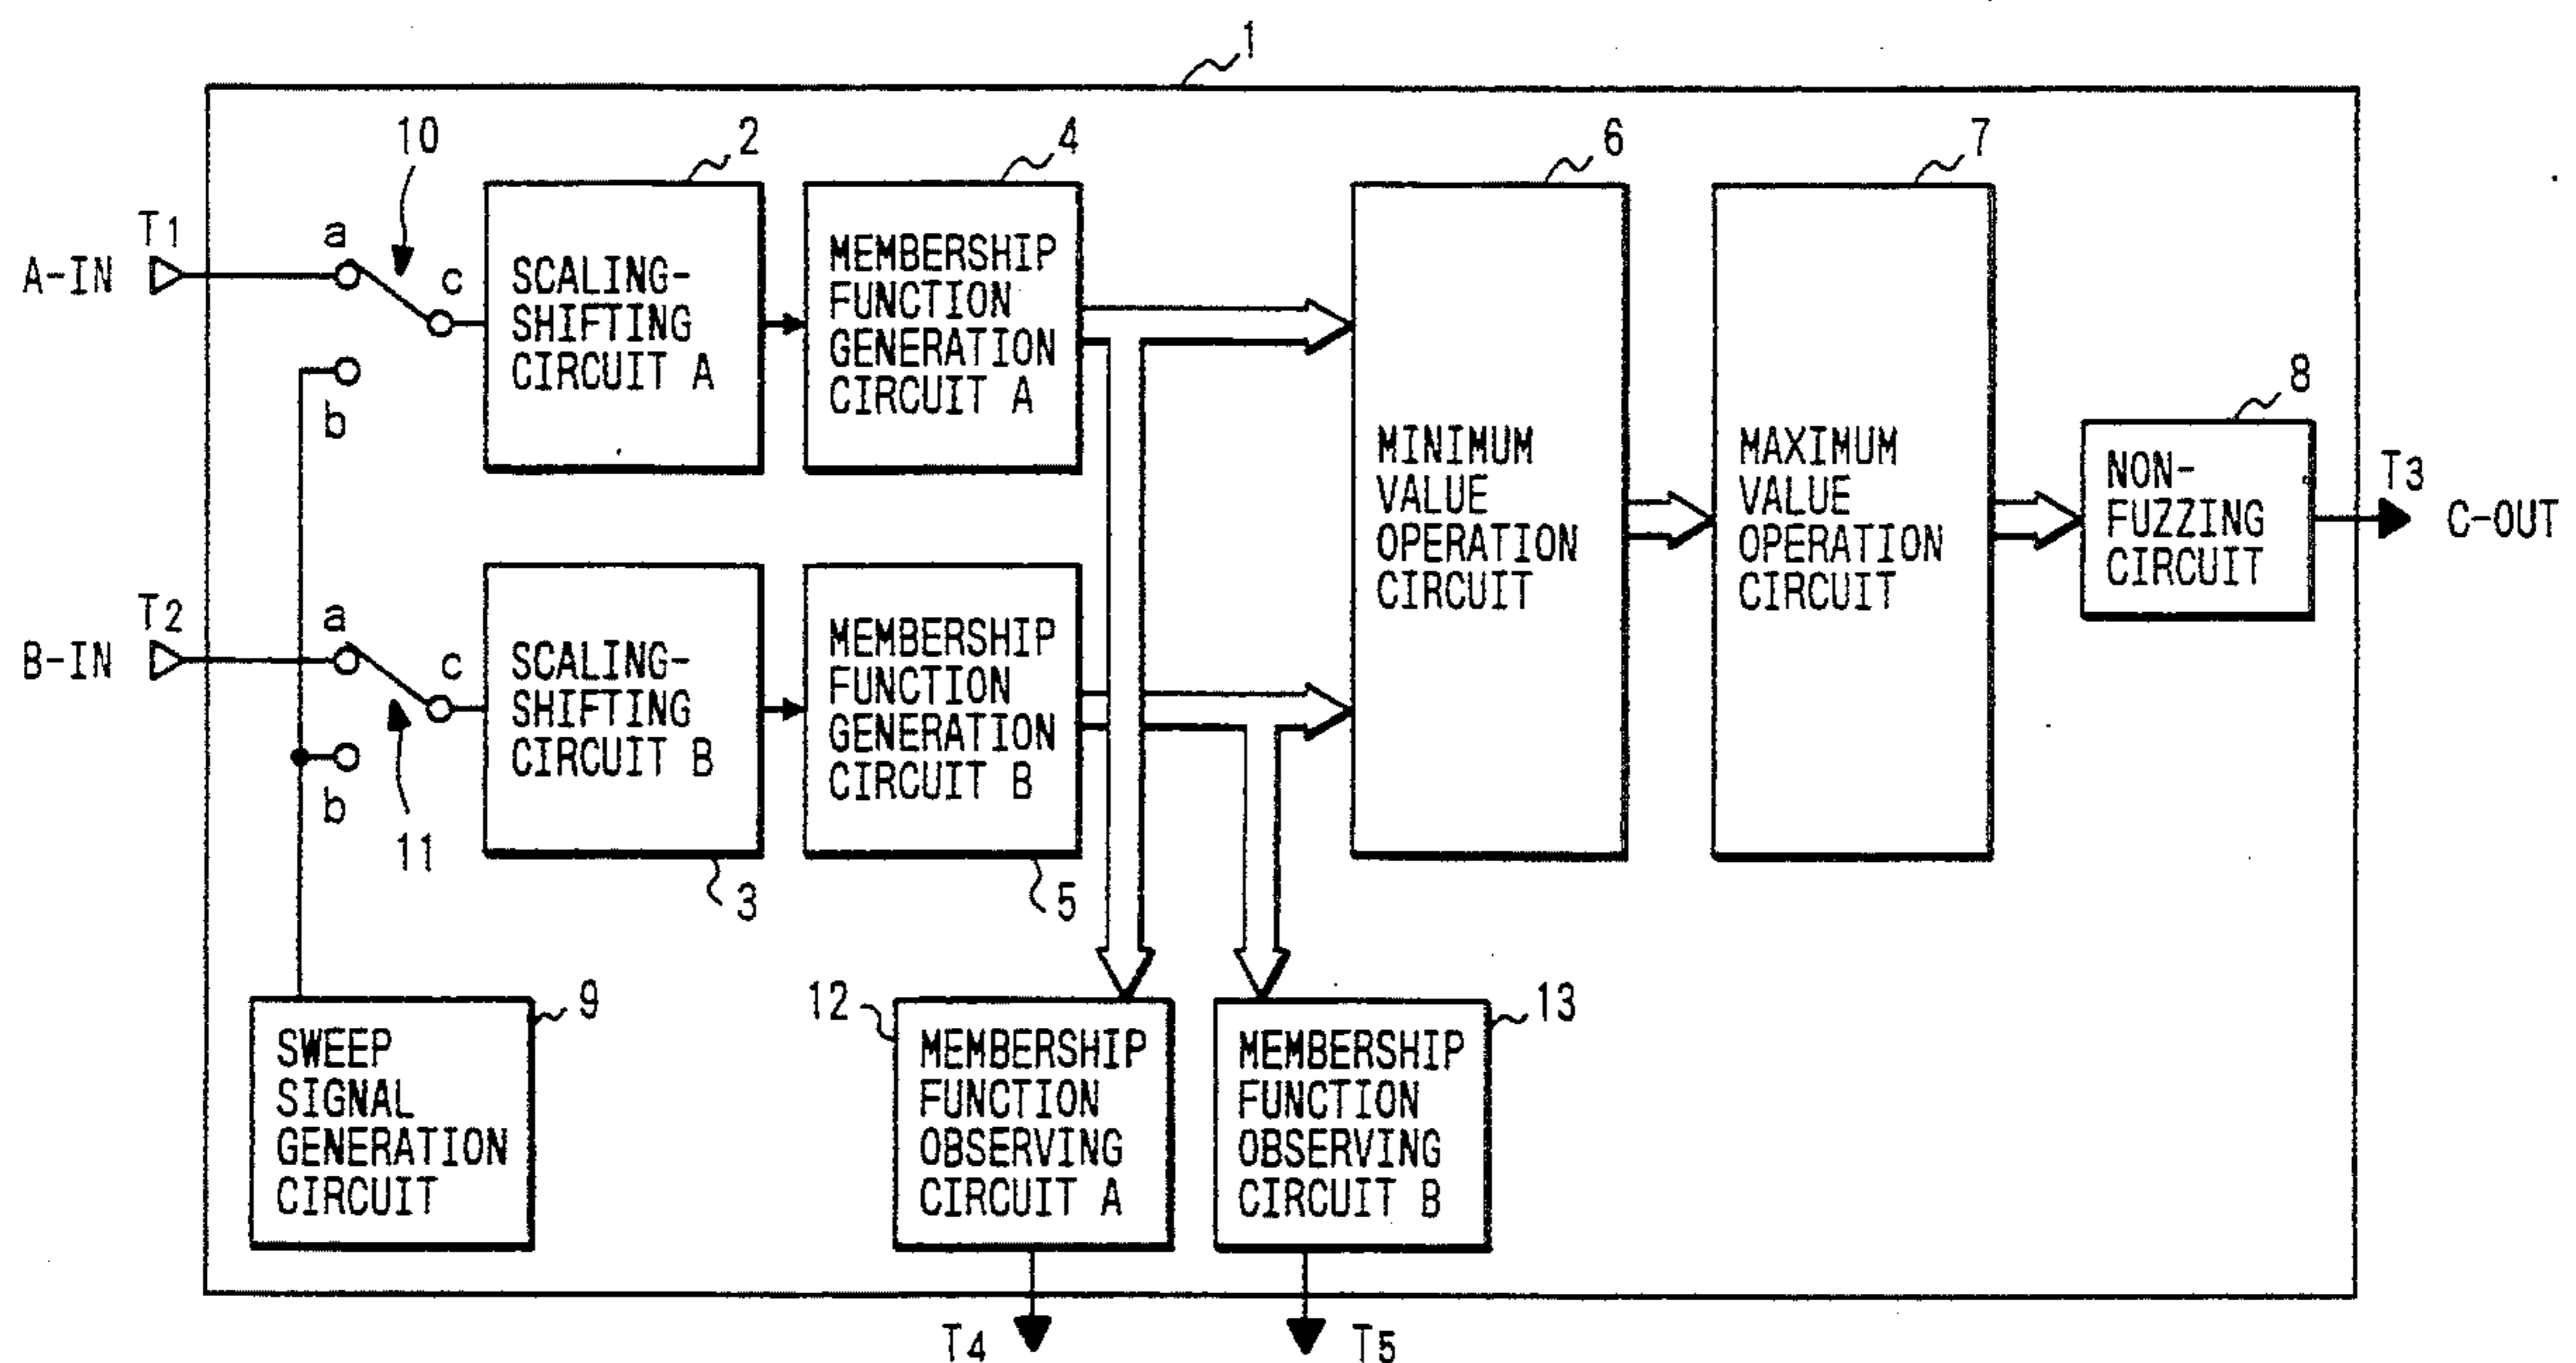 1
10
2
4
6
7
T1
A-IN
a
c
b
SCALING-
SHIFTING
CIRCUIT A
MEMBERSHIP
FUNCTION
GENERATION
CIRCUIT A
MINIMUM
VALUE
OPERATION
CIRCUIT
MAXIMUM
VALUE
OPERATION
CIRCUIT
8
NON-
FUZZING
CIRCUIT
T3
C-OUT
T2
B-IN
a
c
b
11
SCALING-
SHIFTING
CIRCUIT B
3
MEMBERSHIP
FUNCTION
GENERATION
CIRCUIT B
5
9
SWEEP
SIGNAL
GENERATION
CIRCUIT
12
MEMBERSHIP
FUNCTION
OBSERVING
CIRCUIT A
13
MEMBERSHIP
FUNCTION
OBSERVING
CIRCUIT B
T4
T5